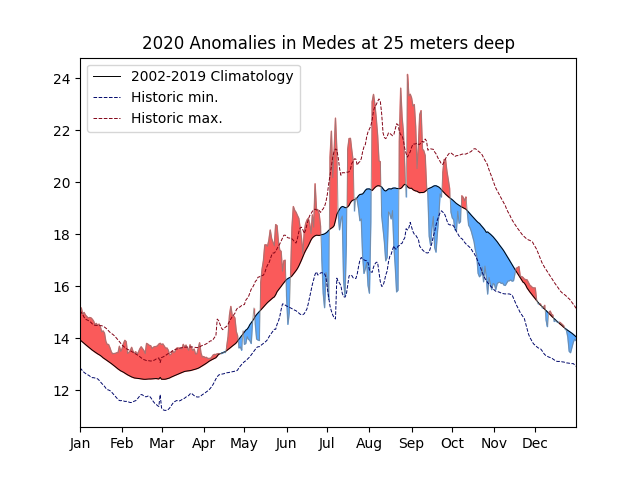 2020 Anomalies in Medes at 25 meters deep
2002-2019 Climatology
Historic min.
Historic max.
24
22
20
18
16
14
12
Jan Feb Mar Apr May Jun Jul Aug Sep Oct Nov Dec